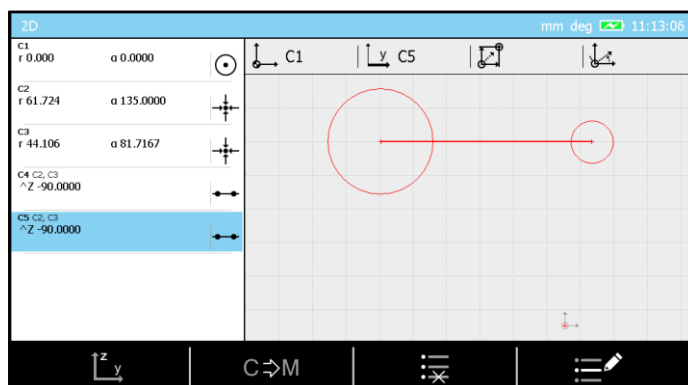 2D
mm deg 11:13:06
C1
r 0.000 α 0.0000
C2
r 61.724 α 135.0000
C3
r 44.106 α 81.7167
C4 C2, C3
^Z -90.0000
C5 C2, C3
^Z -90.0000
C1
y C5
z y
C⇨M